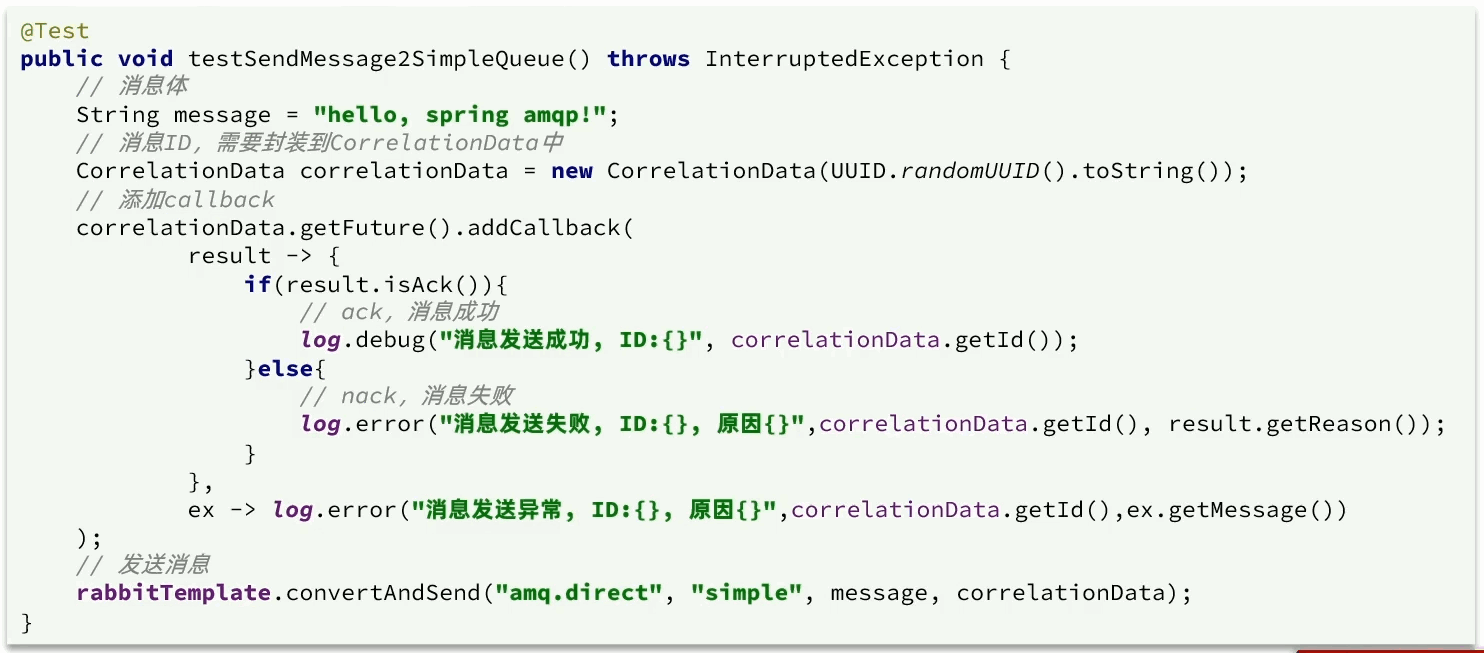 @Test
public void testSendMessage2SimpleQueue() throws InterruptedException {
    // 消息体
    String message = "hello, spring amqp!";
    // 消息ID，需要封装到CorrelationData中
    CorrelationData correlationData = new CorrelationData(UUID.randomUUID().toString());
    // 添加callback
    correlationData.getFuture().addCallback(
            result -> {
                if(result.isAck()){
                    // ack，消息成功
                    log.debug("消息发送成功, ID:{}", correlationData.getId());
                }else{
                    // nack，消息失败
                    log.error("消息发送失败, ID:{}, 原因{}",correlationData.getId(), result.getReason());
                }
            },
            ex -> log.error("消息发送异常, ID:{}, 原因{}",correlationData.getId(),ex.getMessage())
    );
    // 发送消息
    rabbitTemplate.convertAndSend("amq.direct", "simple", message, correlationData);
}